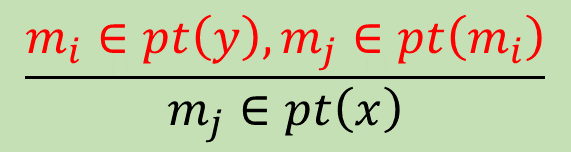 m_i ∈ pt(y), m_j ∈ pt(m_i)
m_j ∈ pt(x)